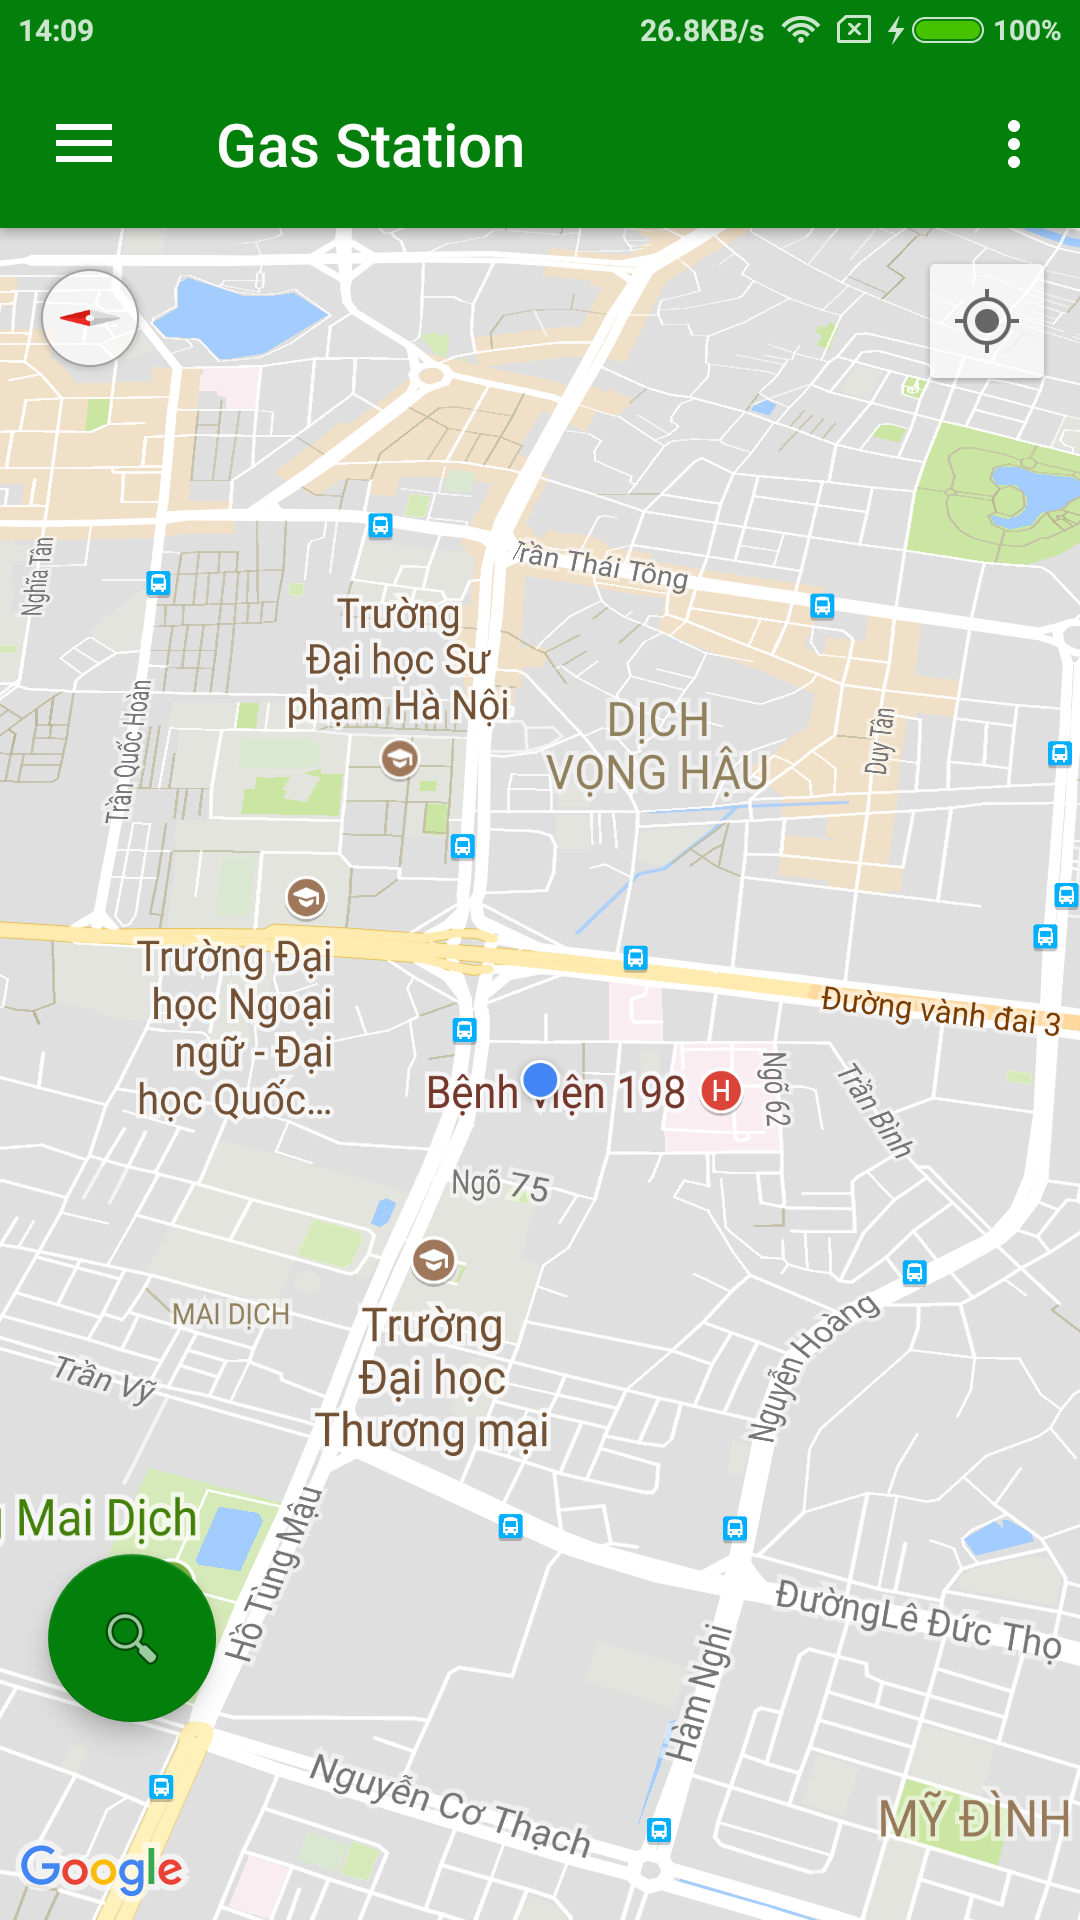 14:09
26.8KB/s
100%
Gas Station
Nghĩa Tân
Trần Thái Tông
Trường
Đại học Sư
phạm Hà Nội
Trần Quốc Hoàn
DỊCH
VỌNG HẬU
Duy Tân
Trường Đại
học Ngoại
ngữ - Đại
học Quốc...
Đường vành đai 3
Bệnh viện 198
H
Ngõ 62
Trần Bình
Ngõ 75
MAI DỊCH
Trường
Đại học
Thương mại
Trần Vỹ
Nguyễn Hoàng
Mai Dịch
Hồ Tùng Mậu
ĐườngLê Đức Thọ
Hàm Nghi
Nguyễn Cơ Thạch
MỸ ĐÌNH
Google